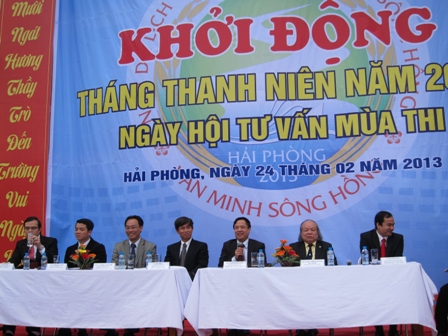 Mười
Ngút
Hương
Thầy
Trò
Đến
Trường
Vui
KHỞI ĐỘNG
THÁNG THANH NIÊN NĂM 20
NGÀY HỘI TƯ VẤN MÙA THI
HẢI PHÒNG
2013
HẢI PHÒNG, NGÀY 24 THÁNG 02 NĂM 2013
VĂN MINH SÔNG HỒNG